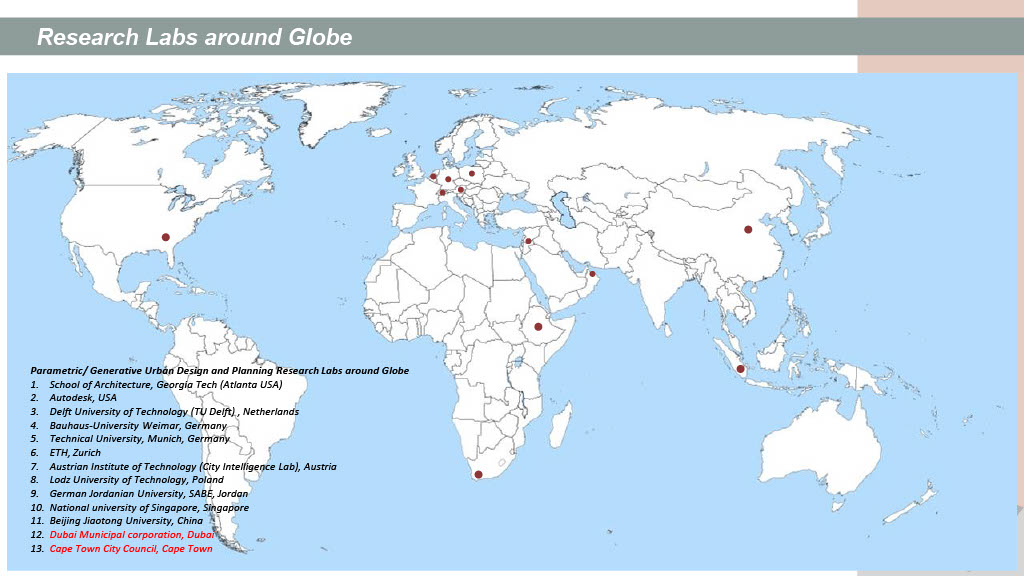 Research Labs around Globe
Parametric/ Generative Urban Design and Planning Research Labs around Globe
1. School of Architecture, Georgia Tech (Atlanta USA)
2. Autodesk, USA
3. Delft University of Technology (TU Delft) , Netherlands
4. Bauhaus-University Weimar, Germany
5. Technical University, Munich, Germany
6. ETH, Zurich
7. Austrian Institute of Technology (City Intelligence Lab), Austria
8. Lodz University of Technology, Poland
9. German Jordanian University, SABE, Jordan
10. National university of Singapore, Singapore
11. Beijing Jiaotong University, China
12. Dubai Municipal corporation, Dubai
13. Cape Town City Council, Cape Town